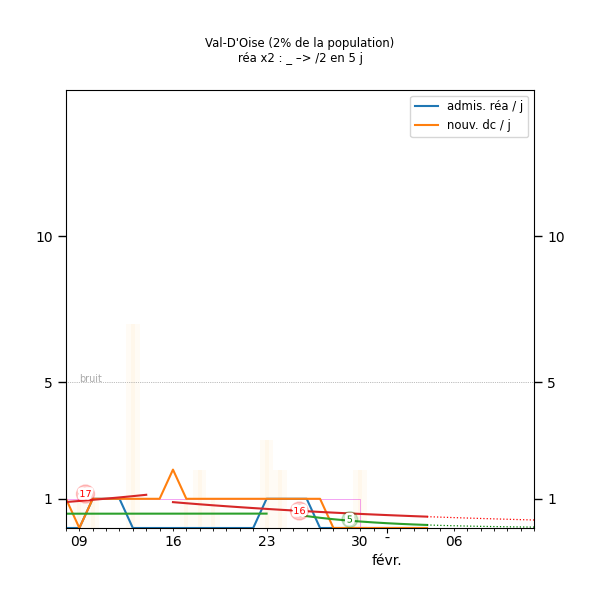 Val-D'Oise (2% de la population)
réa x2 : _ –> /2 en 5 j
admis. réa / j
nouv. dc / j
10
10
bruit
5
5
17
1
1
16
5
09
16
23
30
-
06
févr.